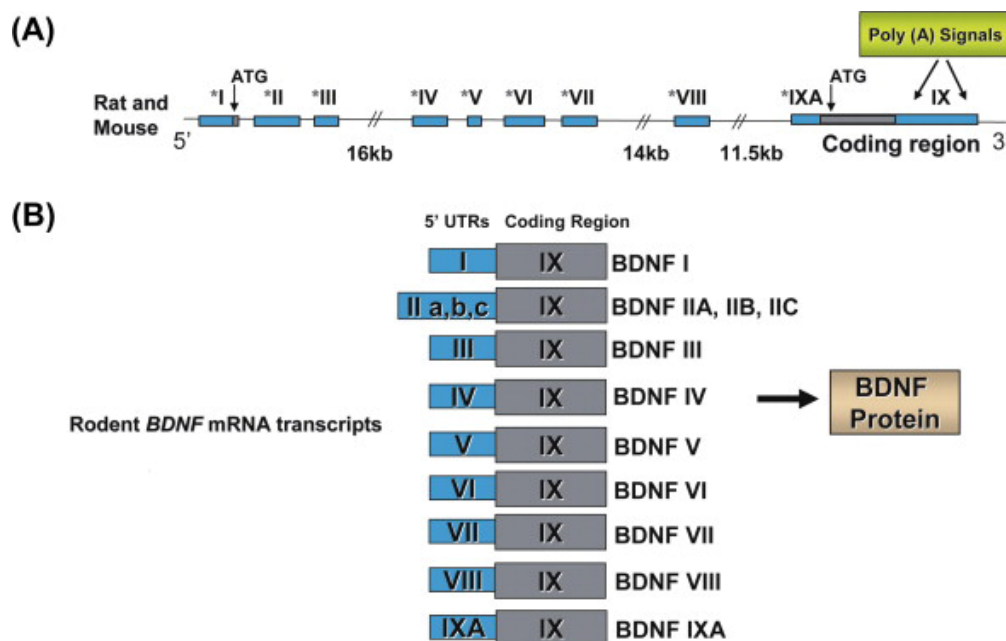 (A)
Poly (A) Signals
ATG ATG
*I *II *III *IV *V *VI *VII *VIII *IXA IX
Rat and
Mouse
5' 3
16kb 14kb 11.5kb
Coding region
(B)
5' UTRs Coding Region
I IX BDNF I
II a,b,c IX BDNF IIA, IIB, IIC
III IX BDNF III
IV IX BDNF IV
V IX BDNF V
VI IX BDNF VI
VII IX BDNF VII
VIII IX BDNF VIII
IXA IX BDNF IXA
Rodent BDNF mRNA transcripts
BDNF
Protein